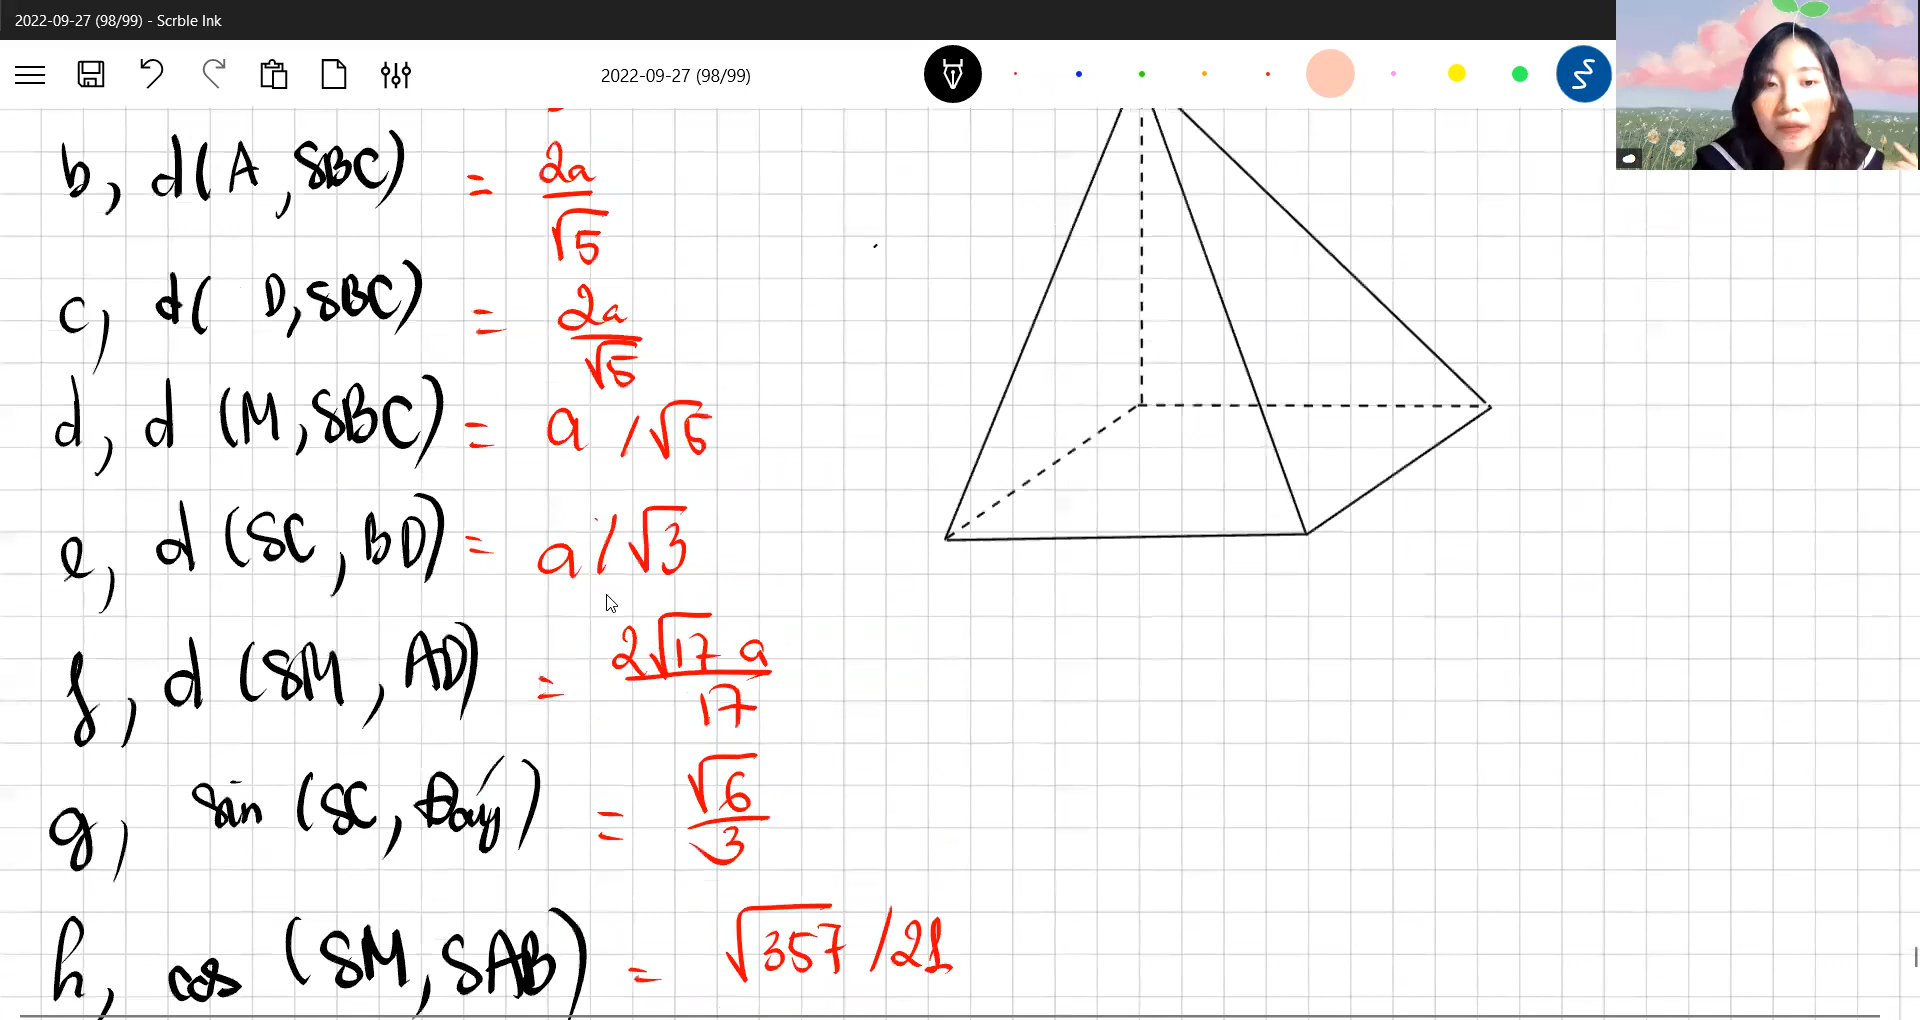 2022-09-27 (98/99) - Scrble Ink
2022-09-27 (98/99)
b, d(A, SBC) = 2a/√5
c, d(D, SBC) = 2a/√5
d, d(M, SBC) = a/√5
e, d(SC, BD) = a/√3
f, d(SM, AD) = 2√17 a/17
g, sin(SC, Đáy) = √6/3
h, cos(SM, SAB) = √357/21